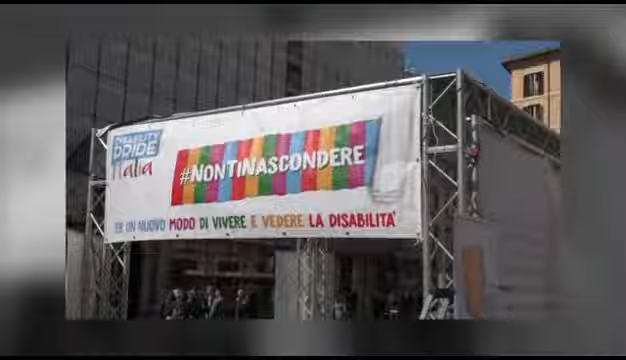 DISABILITY
PRIDE
italia
#NONTINASCONDERE
PER UN NUOVO MODO DI VIVERE E VEDERE LA DISABILITA'